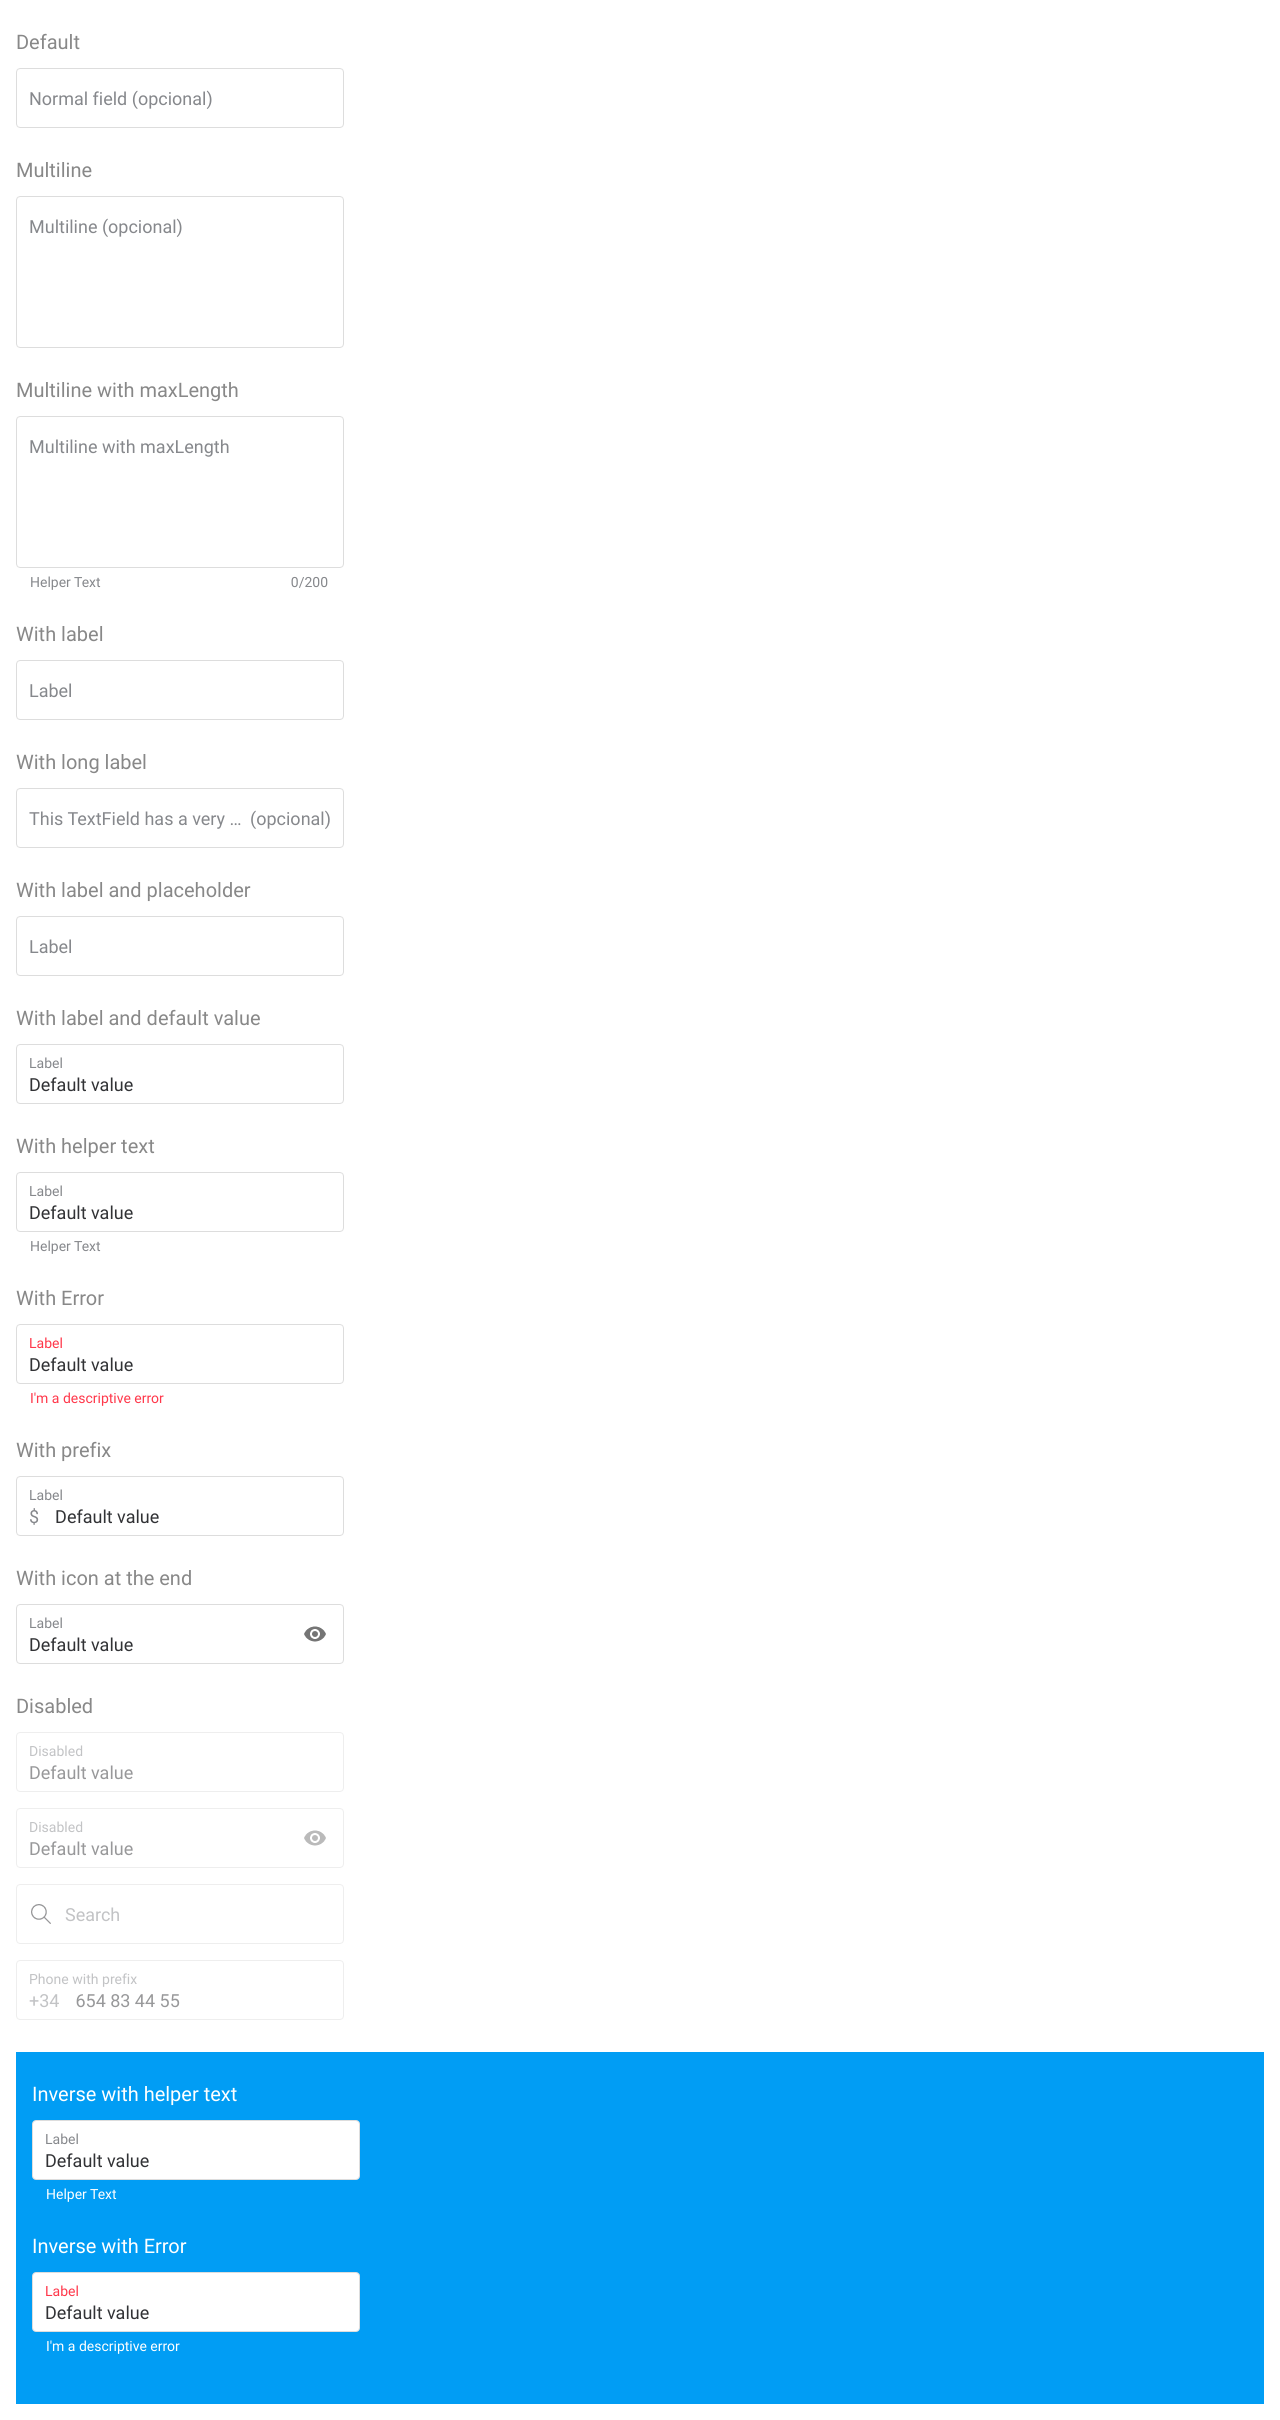 Default
Normal field (opcional)
Multiline
Multiline (opcional)
Multiline with maxLength
Multiline with maxLength
Helper Text 0/200
With label
Label
With long label
This TextField has a very ... (opcional)
With label and placeholder
Label
With label and default value
Label
Default value
With helper text
Label
Default value
Helper Text
With Error
Label
Default value
I'm a descriptive error
With prefix
Label
$ Default value
With icon at the end
Label
Default value
Disabled
Disabled
Default value
Disabled
Default value
Search
Phone with prefix
+34 654 83 44 55
Inverse with helper text
Label
Default value
Helper Text
Inverse with Error
Label
Default value
I'm a descriptive error